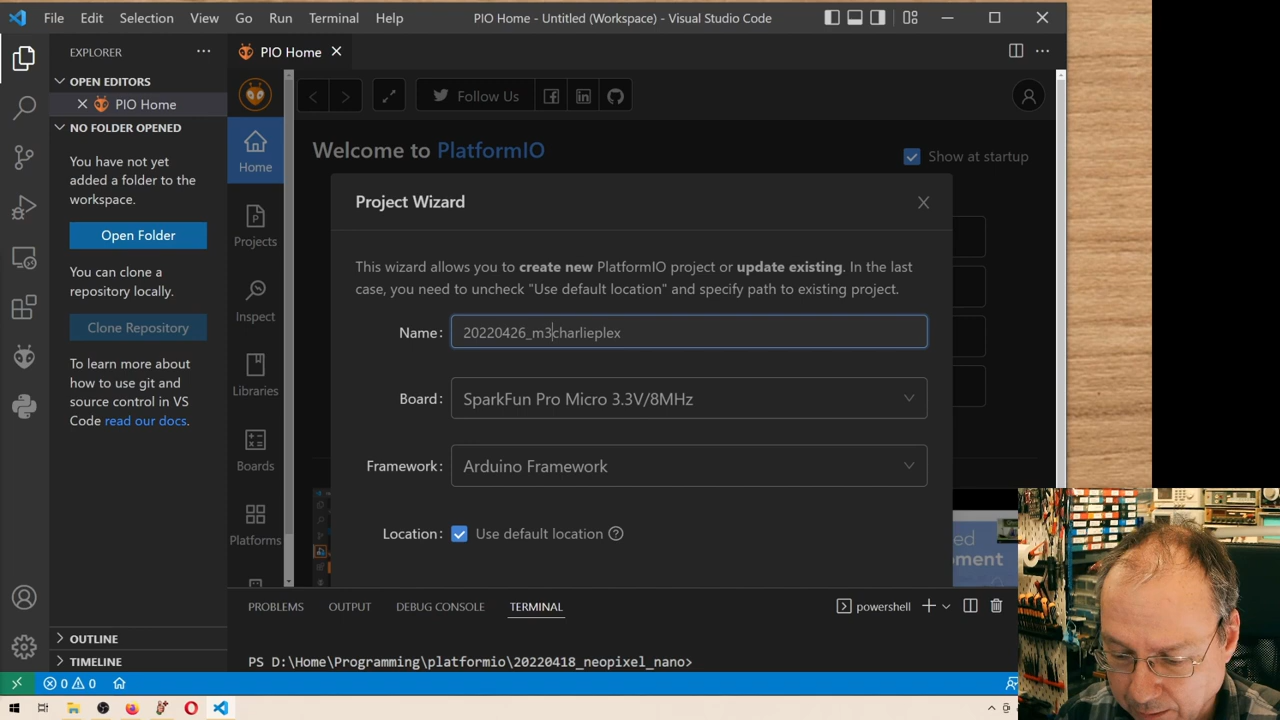 File Edit Selection View Go Run Terminal Help PIO Home - Untitled (Workspace) - Visual Studio Code
EXPLORER
PIO Home
OPEN EDITORS
PIO Home
NO FOLDER OPENED
You have not yet
added a folder to the
workspace.
Open Folder
You can clone a
repository locally.
Clone Repository
To learn more about
how to use git and
source control in VS
Code read our docs.
OUTLINE
TIMELINE
Follow Us
Home
Projects
Inspect
Libraries
Boards
Platforms
Welcome to PlatformIO
Show at startup
Project Wizard
This wizard allows you to create new PlatformIO project or update existing. In the last
case, you need to uncheck "Use default location" and specify path to existing project.
Name: 20220426_m3charlieplex
Board: SparkFun Pro Micro 3.3V/8MHz
Framework: Arduino Framework
Location: Use default location
PROBLEMS OUTPUT DEBUG CONSOLE TERMINAL powershell
PS D:\Home\Programming\platformio\20220418_neopixel_nano>
0 0